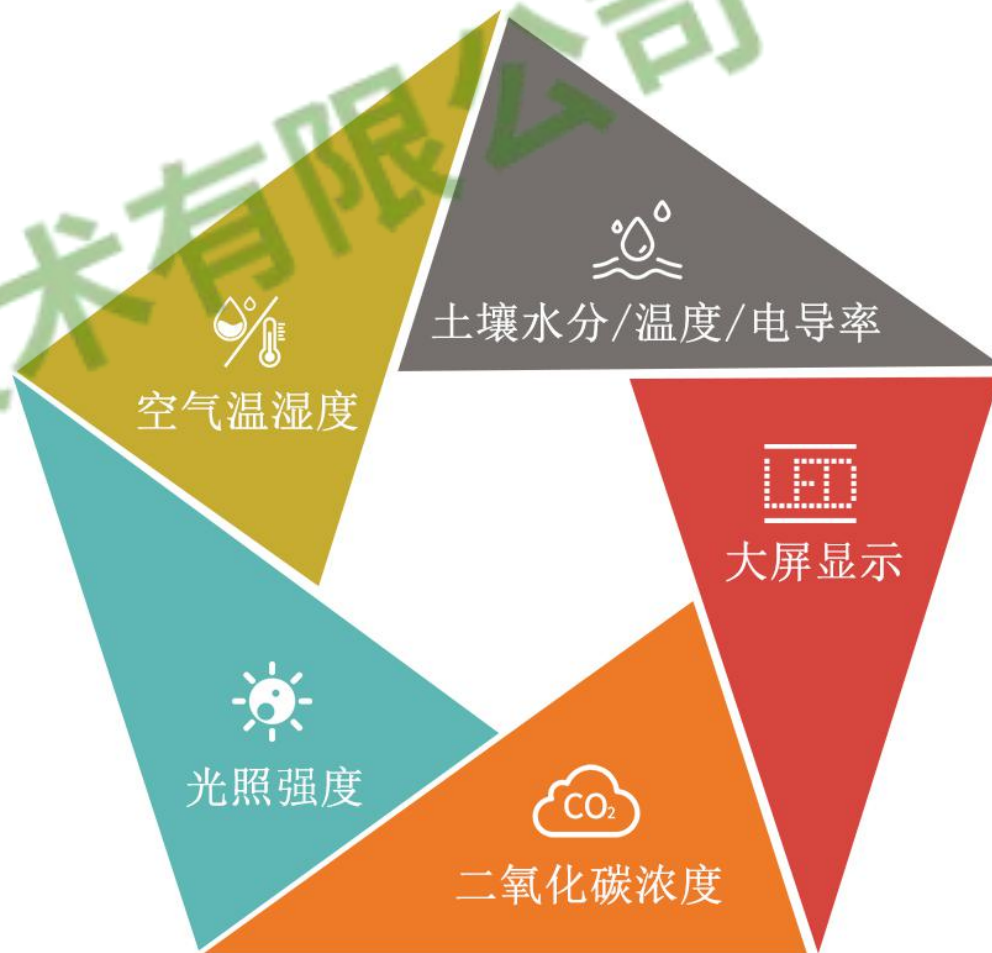 术有限公司
土壤水分/温度/电导率
空气温湿度
LED
大屏显示
光照强度
CO₂
二氧化碳浓度